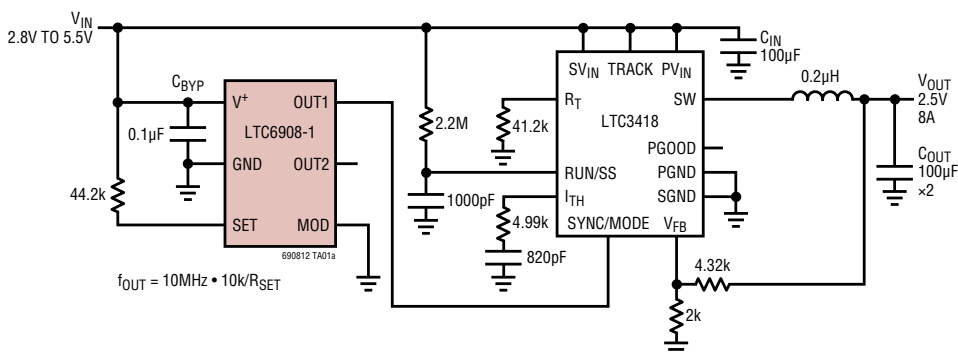 VIN
2.8V TO 5.5V
CBYP
0.1µF
44.2k
V+
OUT1
LTC6908-1
GND
OUT2
SET
MOD
690812 TA01a
fOUT = 10MHz • 10k/RSET
2.2M
1000pF
41.2k
4.99k
820pF
SVIN
TRACK
PVIN
RT
SW
LTC3418
PGOOD
RUN/SS
PGND
ITH
SGND
SYNC/MODE
VFB
CIN
100µF
0.2µH
VOUT
2.5V
8A
COUT
100µF
×2
4.32k
2k